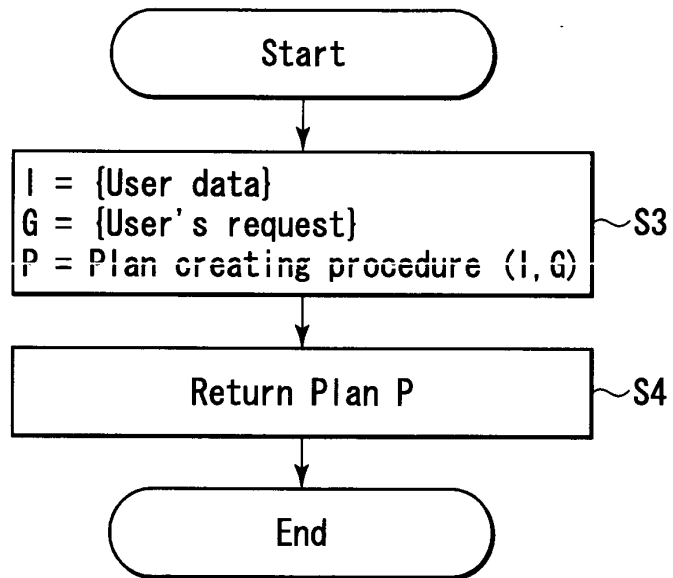 Start
I = {User data}
G = {User's request}
P = Plan creating procedure (I, G)
S3
Return Plan P
S4
End